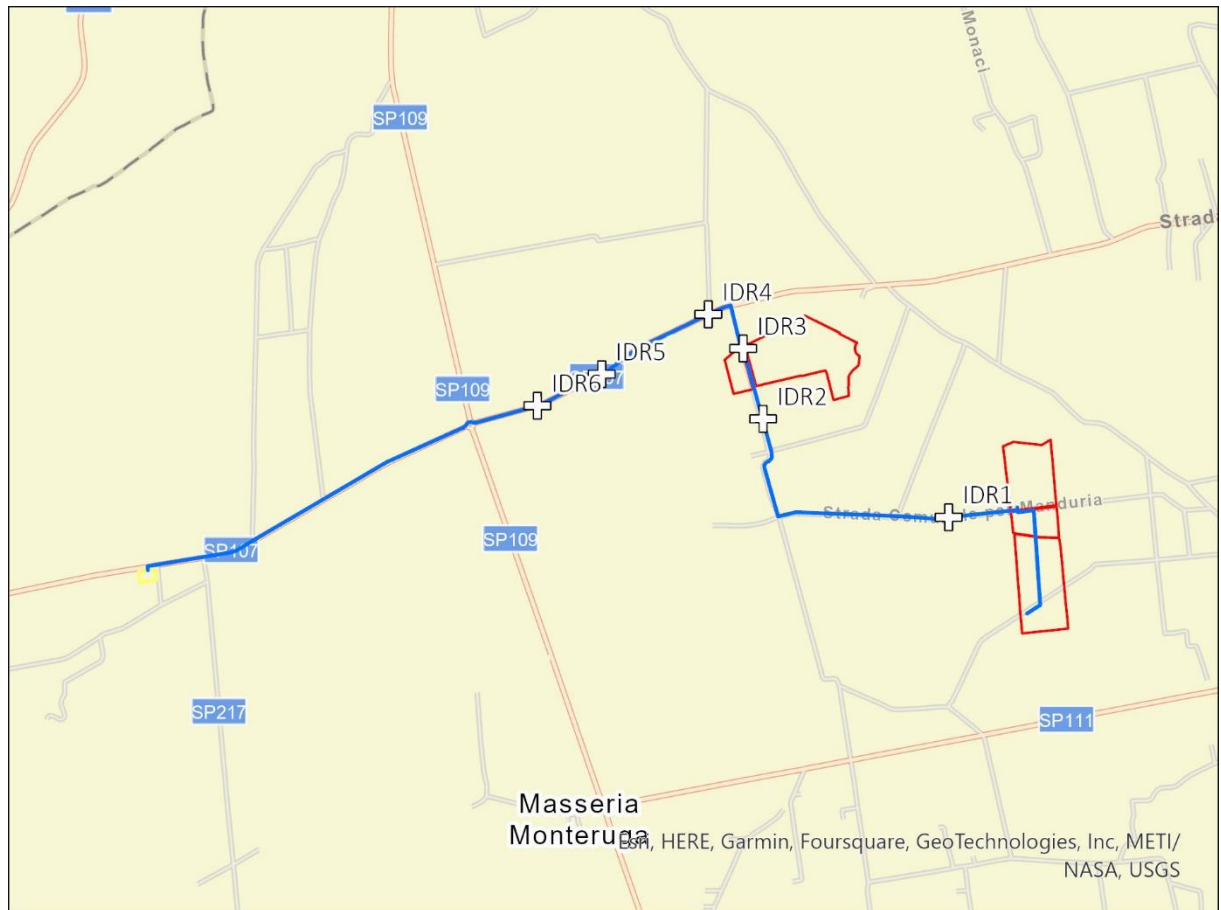 Monaci
SP109
Strada
IDR4
IDR3
IDR5
SP109
IDR6
IDR2
IDR1
Strada Comunale per Manduria
SP109
SP107
SP217
SP111
Masseria
Monteruga
Esri, HERE, Garmin, Foursquare, GeoTechnologies, Inc, METI/
NASA, USGS